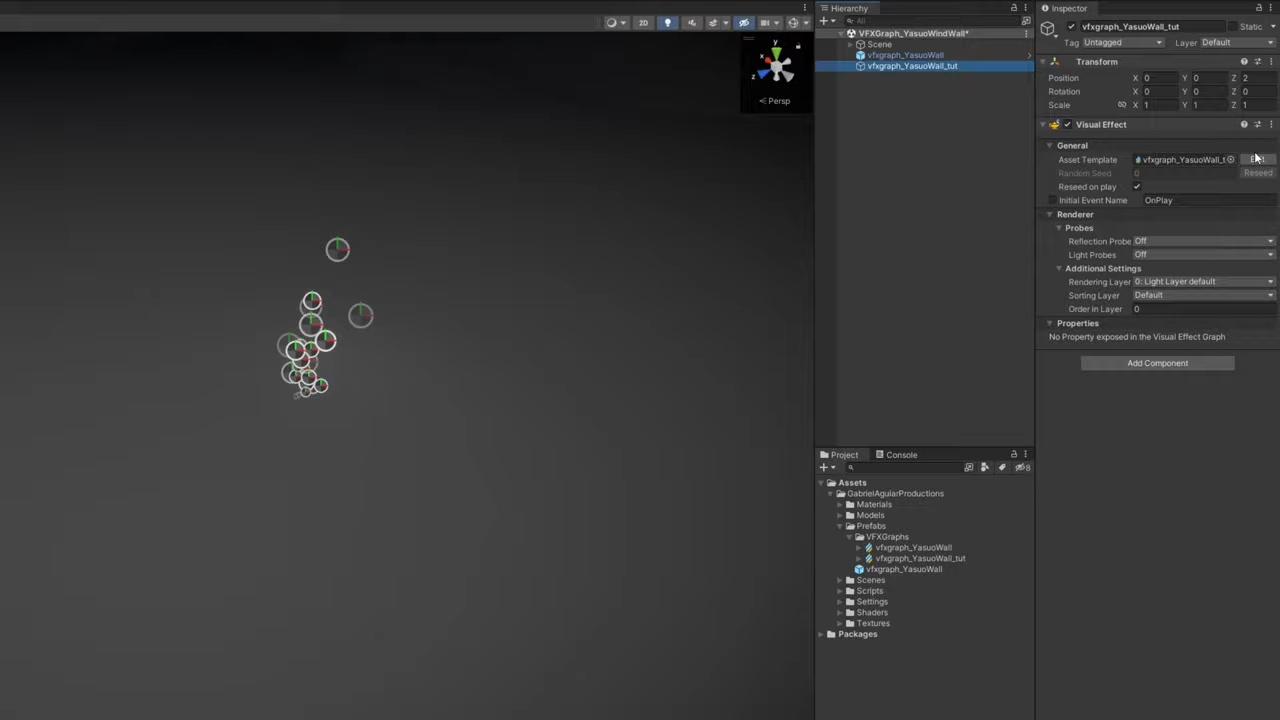 Hierarchy
Inspector
2D
All
vfxgraph_YasuoWall_tut
Static
Tag Untagged Layer Default
VFXGraph_YasuoWindWall*
Scene
vfxgraph_YasuoWall
vfxgraph_YasuoWall_tut
y
x
z
Persp
Transform
Position X 0 Y 0 Z 2
Rotation X 0 Y 0 Z 0
Scale X 1 Y 1 Z 1
Visual Effect
General
Asset Template vfxgraph_YasuoWall_t
Random Seed 0 Reseed
Reseed on play
Initial Event Name OnPlay
Renderer
Probes
Reflection Probe Off
Light Probes Off
Additional Settings
Rendering Layer 0: Light Layer default
Sorting Layer Default
Order in Layer 0
Properties
No Property exposed in the Visual Effect Graph
Add Component
Project Console
8
Assets
GabrielAguiarProductions
Materials
Models
Prefabs
VFXGraphs
vfxgraph_YasuoWall
vfxgraph_YasuoWall_tut
vfxgraph_YasuoWall
Scenes
Scripts
Settings
Shaders
Textures
Packages